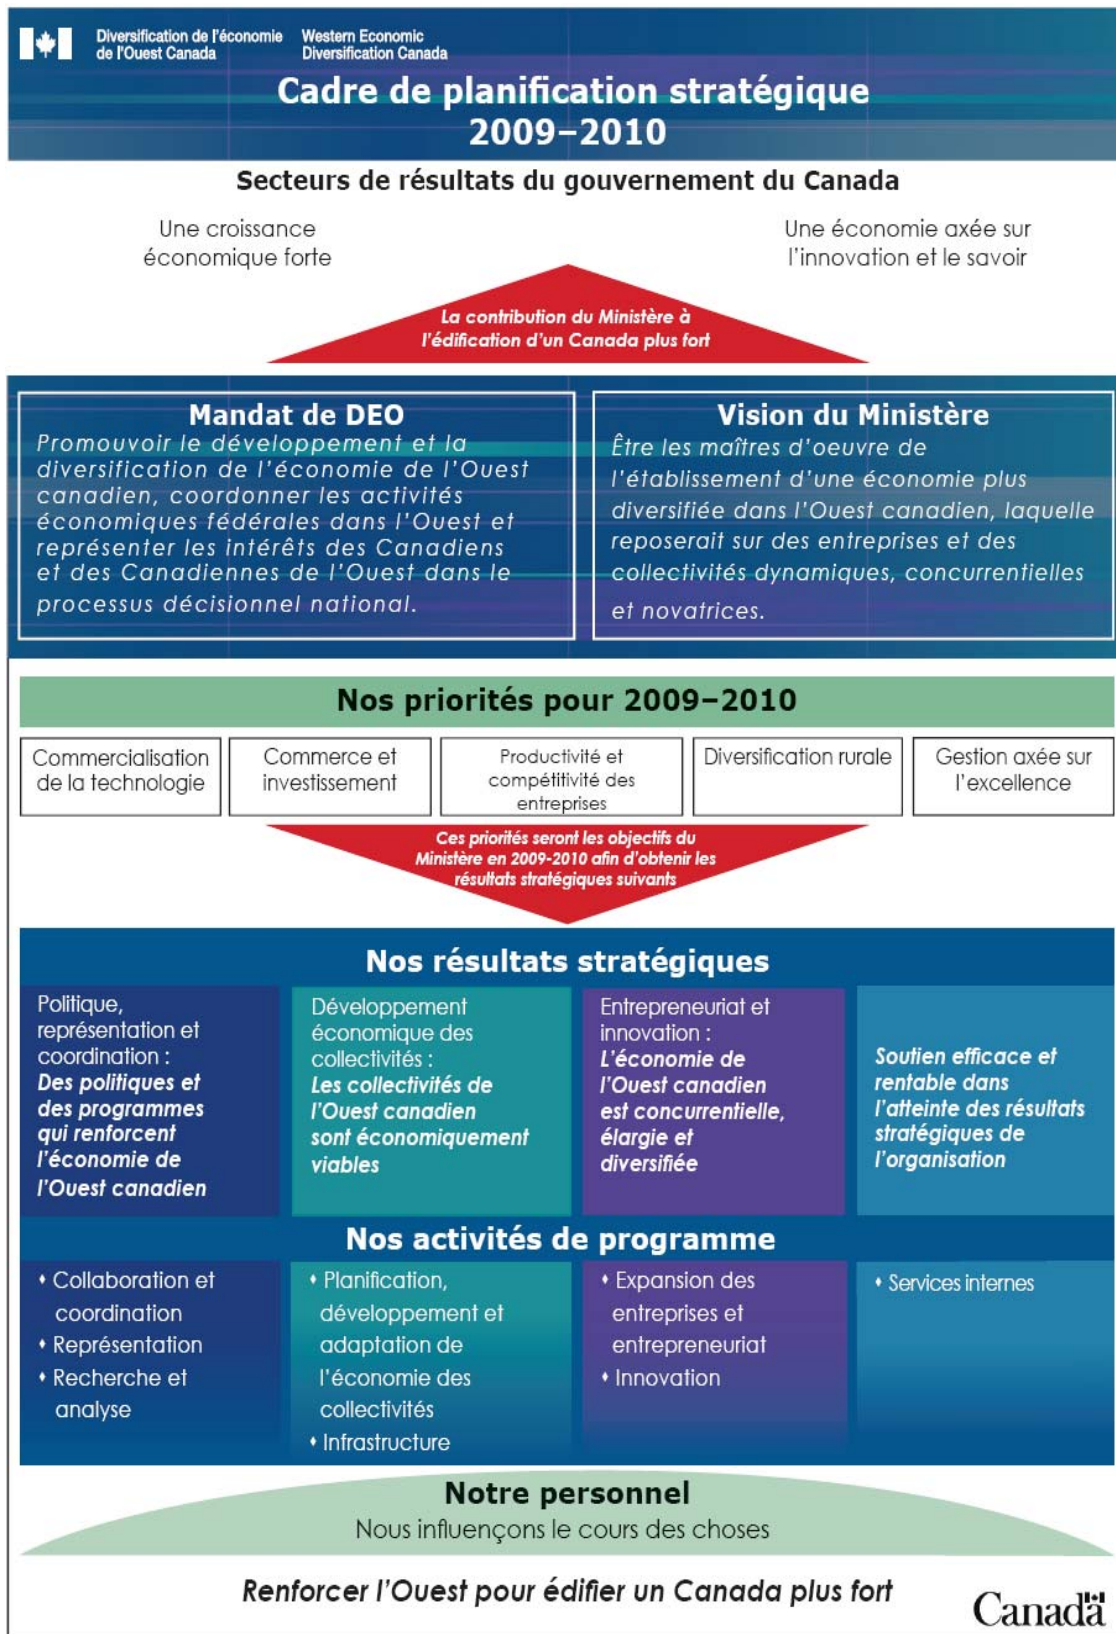 Diversification de l'économie
de l'Ouest Canada
Western Economic
Diversification Canada
Cadre de planification stratégique
2009–2010
Secteurs de résultats du gouvernement du Canada
Une croissance
économique forte
Une économie axée sur
l'innovation et le savoir
La contribution du Ministère à
l'édification d'un Canada plus fort
Mandat de DEO
Promouvoir le développement et la
diversification de l'économie de l'Ouest
canadien, coordonner les activités
économiques fédérales dans l'Ouest et
représenter les intérêts des Canadiens
et des Canadiennes de l'Ouest dans le
processus décisionnel national.
Vision du Ministère
Être les maîtres d'oeuvre de
l'établissement d'une économie plus
diversifiée dans l'Ouest canadien, laquelle
reposerait sur des entreprises et des
collectivités dynamiques, concurrentielles
et novatrices.
Nos priorités pour 2009–2010
Commercialisation
de la technologie
Commerce et
investissement
Productivité et
compétitivité des
entreprises
Diversification rurale
Gestion axée sur
l'excellence
Ces priorités seront les objectifs du
Ministère en 2009-2010 afin d'obtenir les
résultats stratégiques suivants
Nos résultats stratégiques
Politique,
représentation et
coordination :
Des politiques et
des programmes
qui renforcent
l'économie de
l'Ouest canadien
Développement
économique des
collectivités :
Les collectivités de
l'Ouest canadien
sont économiquement
viables
Entrepreneuriat et
innovation :
L'économie de
l'Ouest canadien
est concurrentielle,
élargie et
diversifiée
Soutien efficace et
rentable dans
l'atteinte des résultats
stratégiques de
l'organisation
Nos activités de programme
♦ Collaboration et
coordination
♦ Représentation
♦ Recherche et
analyse
♦ Planification,
développement et
adaptation de
l'économie des
collectivités
♦ Infrastructure
♦ Expansion des
entreprises et
entrepreneuriat
♦ Innovation
♦ Services internes
Notre personnel
Nous influençons le cours des choses
Renforcer l'Ouest pour édifier un Canada plus fort
Canada